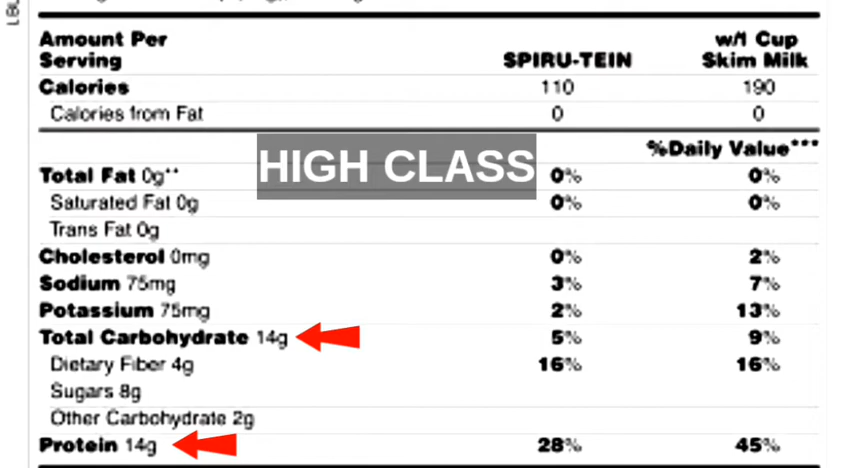 Amount Per w/1 Cup
Serving SPIRU-TEIN Skim Milk
Calories 110 190
Calories from Fat 0 0
%Daily Value***
HIGH CLASS
Total Fat 0g** 0% 0%
Saturated Fat 0g 0% 0%
Trans Fat 0g
Cholesterol 0mg 0% 2%
Sodium 75mg 3% 7%
Potassium 75mg 2% 13%
Total Carbohydrate 14g 5% 9%
Dietary Fiber 4g 16% 16%
Sugars 8g
Other Carbohydrate 2g
Protein 14g 28% 45%